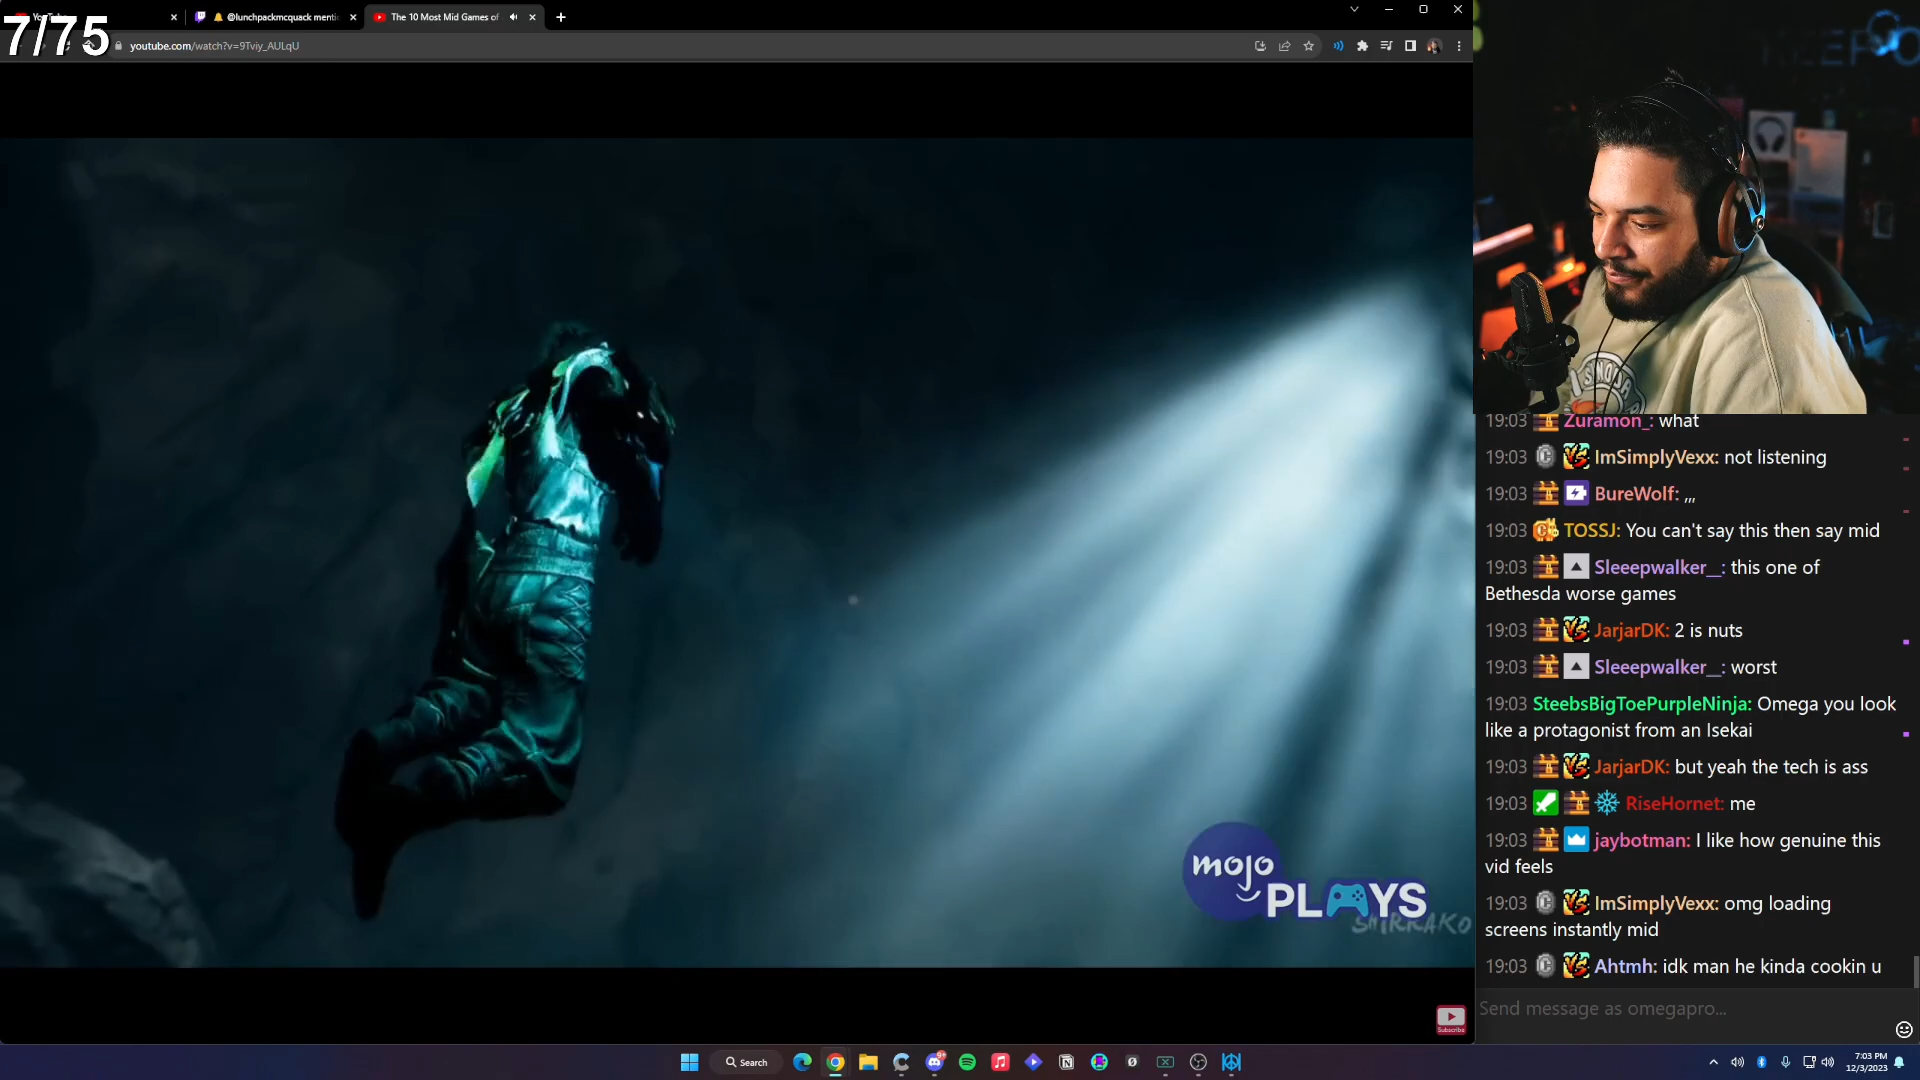 7/75
@lunchpackmcquack menti
The 10 Most Mid Games of
youtube.com/watch?v=9Tviy_AULqU
19:03 Zuramon_: what
19:03 ImSimplyVexx: not listening
19:03 BureWolf: ,,,
19:03 TOSSJ: You can't say this then say mid
19:03 Sleeepwalker__: this one of
Bethesda worse games
19:03 JarjarDK: 2 is nuts
19:03 Sleeepwalker__: worst
19:03 SteebsBigToePurpleNinja: Omega you look
like a protagonist from an Isekai
19:03 JarjarDK: but yeah the tech is ass
19:03 RiseHornet: me
19:03 jaybotman: I like how genuine this
vid feels
19:03 ImSimplyVexx: omg loading
screens instantly mid
19:03 Ahtmh: idk man he kinda cookin u
mojo
PLAYS
SHIRRAKO
Send message as omegapro...
Subscribe
Search
9+
7:03 PM
12/3/2023